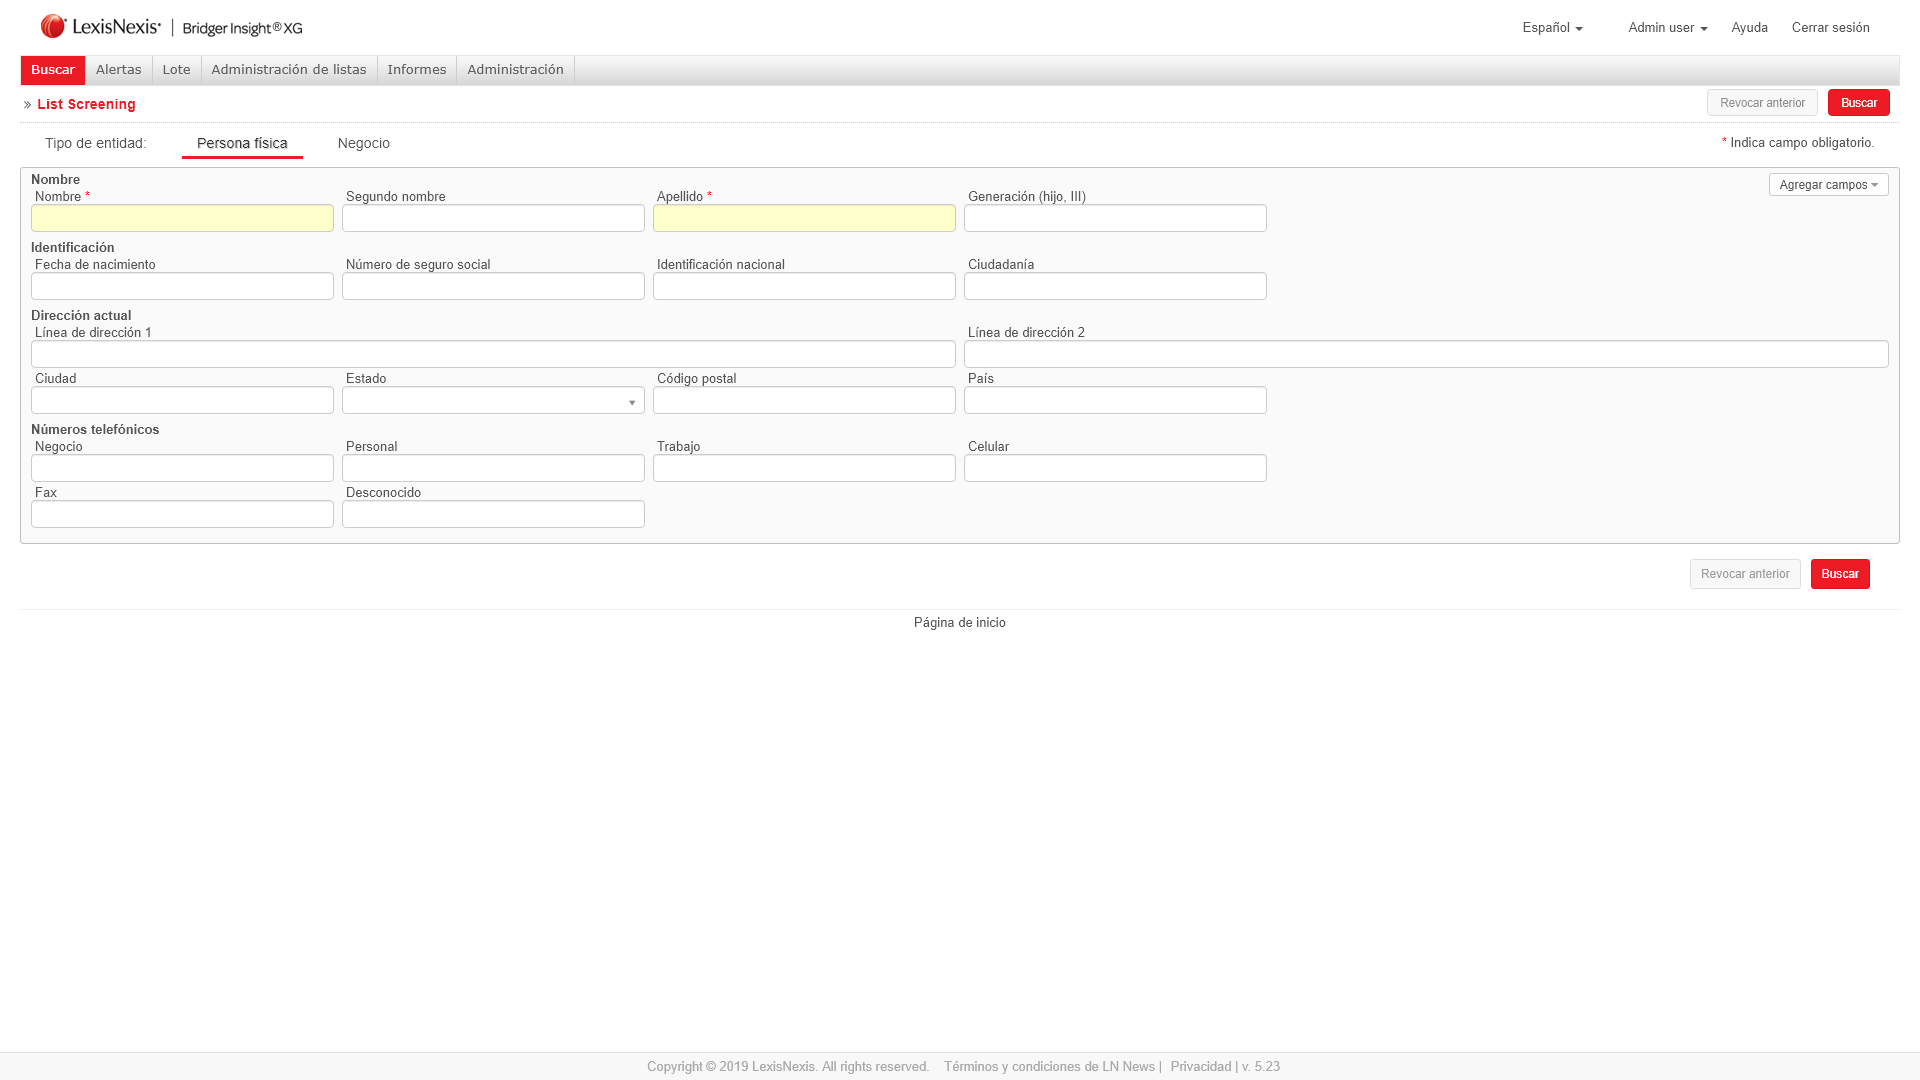 LexisNexis® | Bridger Insight® XG
Español
Admin user
Ayuda
Cerrar sesión
Buscar
Alertas
Lote
Administración de listas
Informes
Administración
» List Screening
Revocar anterior
Buscar
Tipo de entidad:
Persona física
Negocio
* Indica campo obligatorio.
Nombre
Agregar campos
Nombre *
Segundo nombre
Apellido *
Generación (hijo, III)
Identificación
Fecha de nacimiento
Número de seguro social
Identificación nacional
Ciudadanía
Dirección actual
Línea de dirección 1
Línea de dirección 2
Ciudad
Estado
Código postal
País
Números telefónicos
Negocio
Personal
Trabajo
Celular
Fax
Desconocido
Revocar anterior
Buscar
Página de inicio
Copyright © 2019 LexisNexis. All rights reserved. Términos y condiciones de LN News | Privacidad | v. 5.23